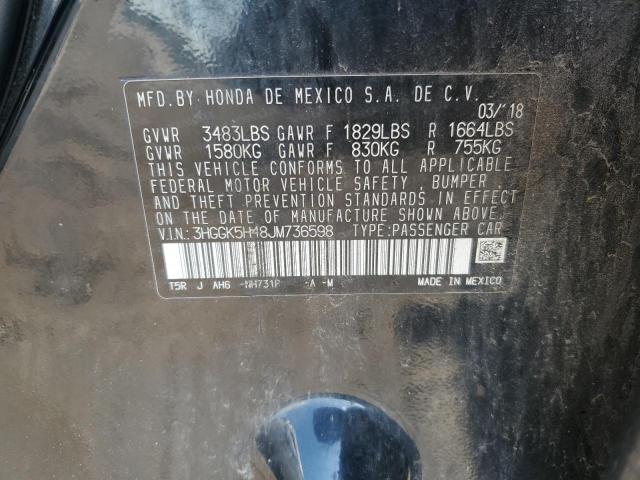 MFD. BY HONDA DE MEXICO S.A. DE C.V.
03/'18
GVWR 3483LBS GAWR F 1829LBS R 1664LBS
GVWR 1580KG GAWR F 830KG R 755KG
THIS VEHICLE CONFORMS TO ALL APPLICABLE
FEDERAL MOTOR VEHICLE SAFETY , BUMPER ,
AND THEFT PREVENTION STANDARDS IN EFFECT
ON THE DATE OF MANUFACTURE SHOWN ABOVE.
V.I.N.: 3HGGK5H48JM736598 TYPE:PASSENGER CAR
T5R J AH6 -NH731P -A -M MADE IN MEXICO